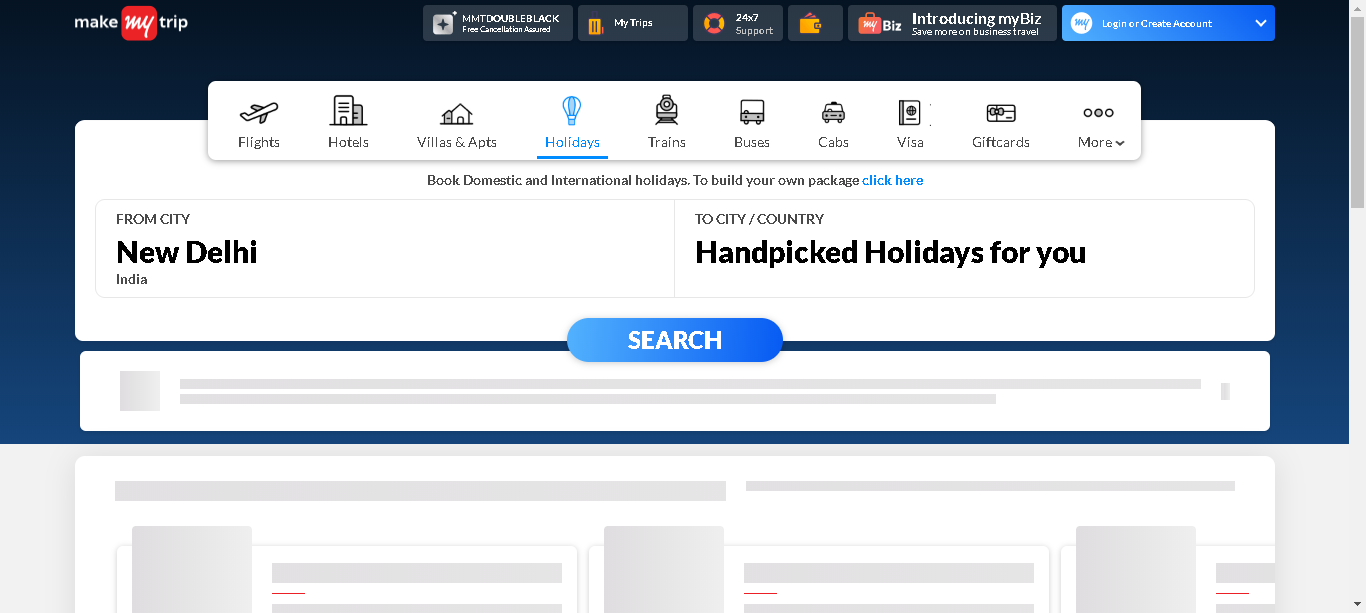 make my trip
MMTDOUBLEBLACK
Free Cancellation Assured
My Trips
24x7
Support
my Biz
Introducing myBiz
Save more on business travel
my
Login or Create Account
Flights
Hotels
Villas & Apts
Holidays
Trains
Buses
Cabs
Visa
Giftcards
More
Book Domestic and International holidays. To build your own package click here
FROM CITY
New Delhi
India
TO CITY / COUNTRY
Handpicked Holidays for you
SEARCH